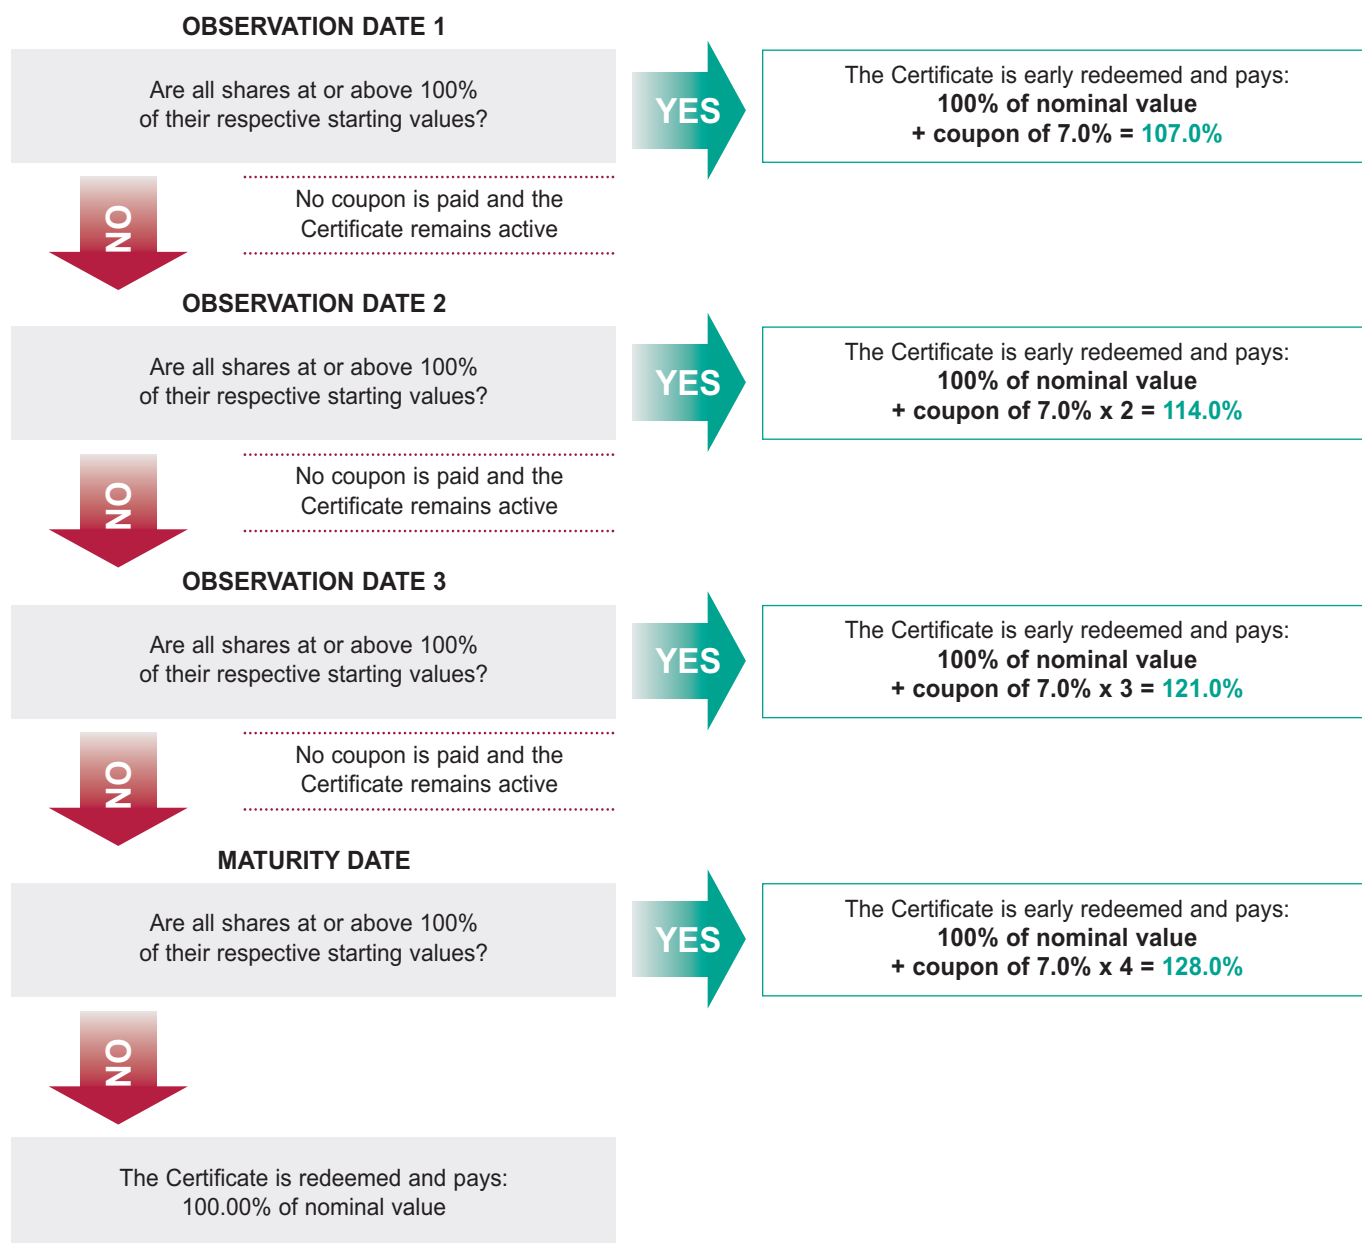 OBSERVATION DATE 1
Are all shares at or above 100%
of their respective starting values?
YES
The Certificate is early redeemed and pays:
100% of nominal value
+ coupon of 7.0% = 107.0%
NO
No coupon is paid and the
Certificate remains active
OBSERVATION DATE 2
Are all shares at or above 100%
of their respective starting values?
YES
The Certificate is early redeemed and pays:
100% of nominal value
+ coupon of 7.0% x 2 = 114.0%
NO
No coupon is paid and the
Certificate remains active
OBSERVATION DATE 3
Are all shares at or above 100%
of their respective starting values?
YES
The Certificate is early redeemed and pays:
100% of nominal value
+ coupon of 7.0% x 3 = 121.0%
NO
No coupon is paid and the
Certificate remains active
MATURITY DATE
Are all shares at or above 100%
of their respective starting values?
YES
The Certificate is early redeemed and pays:
100% of nominal value
+ coupon of 7.0% x 4 = 128.0%
NO
The Certificate is redeemed and pays:
100.00% of nominal value